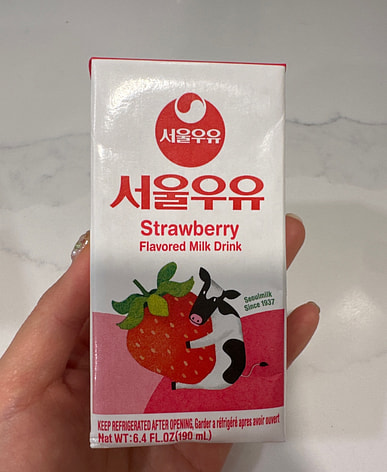 서울우유
서울우유
Strawberry
Flavored Milk Drink
Seoulmilk
Since 1937
KEEP REFRIGERATED AFTER OPENING, Garder a réfrigéré apres avoir ouvert
Net WT:6.4 FL.OZ(190 mL)